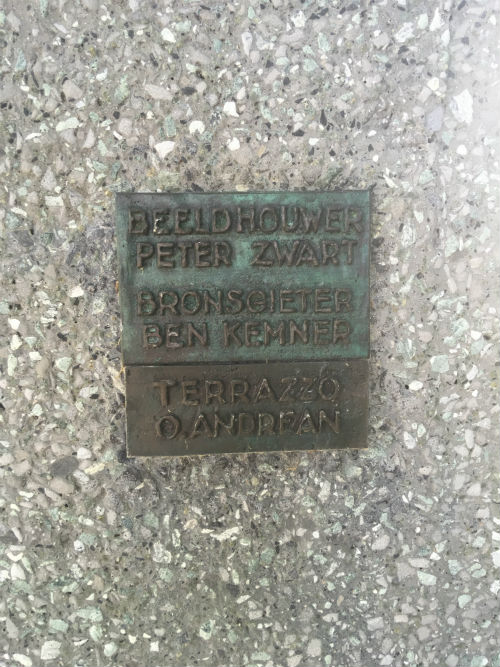 BEELDHOUWER
PETER ZWART
BRONSGIETER
BEN KEMNER
TERRAZZO
O. ANDREAN